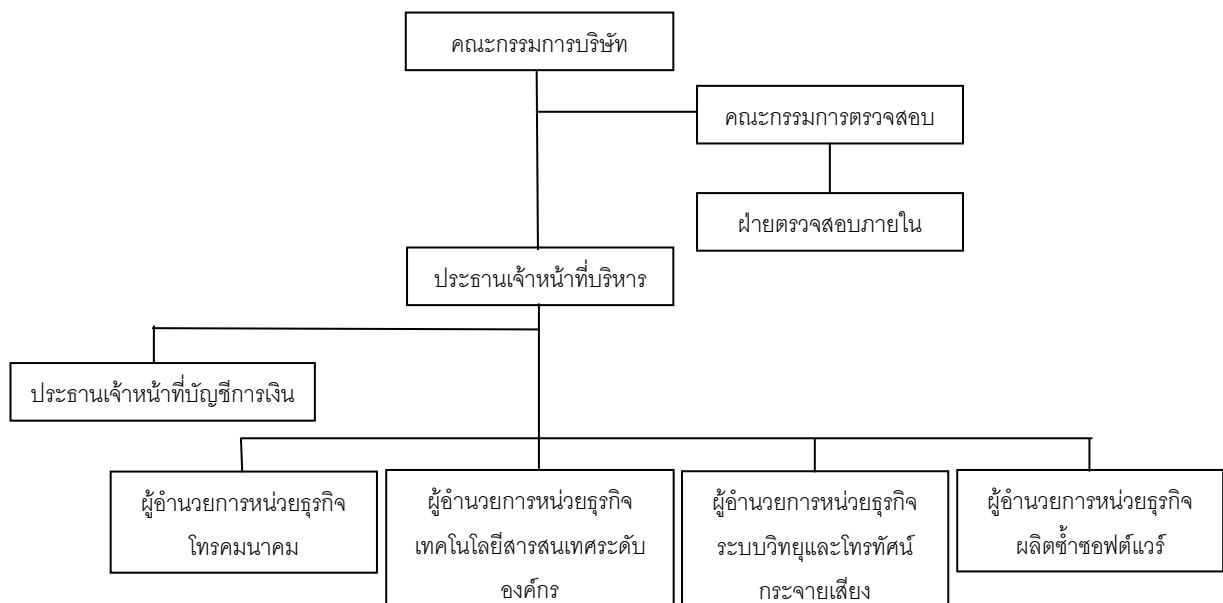 คณะกรรมการบริษัท
คณะกรรมการตรวจสอบ
ฝ่ายตรวจสอบภายใน
ประธานเจ้าหน้าที่บริหาร
ประธานเจ้าหน้าที่บัญชีการเงิน
ผู้อำนวยการหน่วยธุรกิจ
โทรคมนาคม
ผู้อำนวยการหน่วยธุรกิจ
เทคโนโลยีสารสนเทศระดับ
องค์กร
ผู้อำนวยการหน่วยธุรกิจ
ระบบวิทยุและโทรทัศน์
กระจายเสียง
ผู้อำนวยการหน่วยธุรกิจ
ผลิตซ้ำซอฟต์แวร์